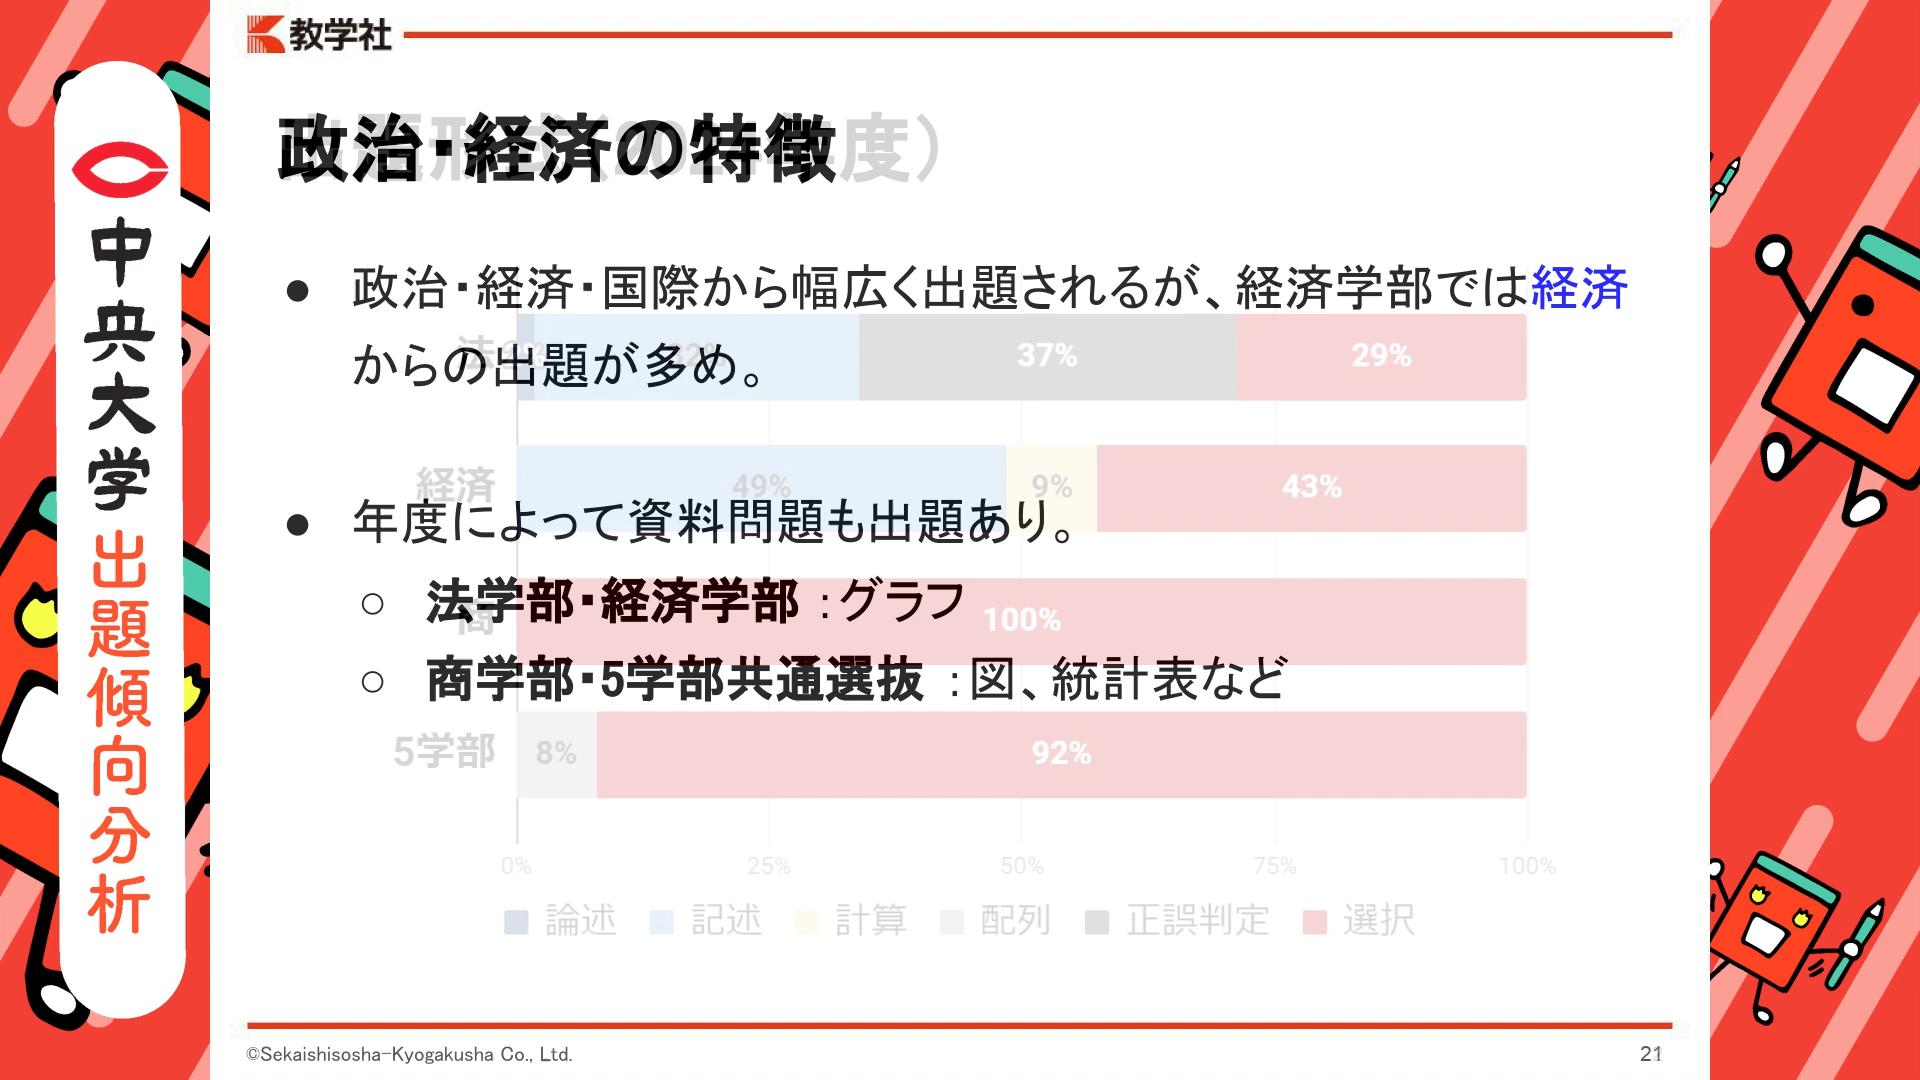 教学社
中央大学出題傾向分析
政治・経済の特徴
度)
● 政治・経済・国際から幅広く出題されるが、経済学部では経済
からの出題が多め。
● 年度によって資料問題も出題あり。
○ 法学部・経済学部：グラフ
○ 商学部・5学部共通選抜：図、統計表など
法 32% 37% 29%
経済 49% 9% 43%
商 100%
5学部 8% 92%
0% 25% 50% 75% 100%
論述 記述 計算 配列 正誤判定 選択
©Sekaishisosha-Kyogakusha Co., Ltd.
21